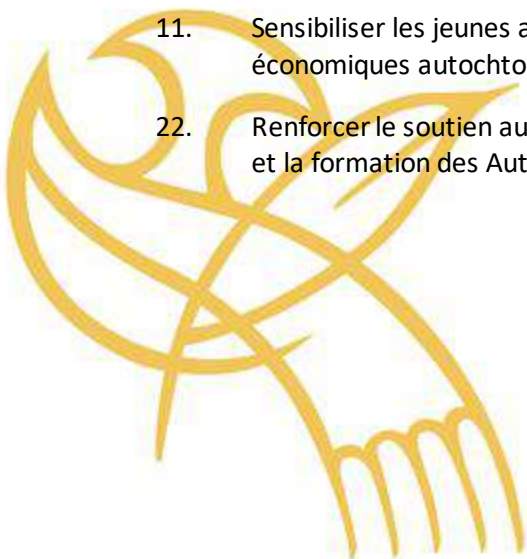 11. Sensibiliser les jeunes a
économiques autochto
22. Renforcer le soutien au
et la formation des Aut